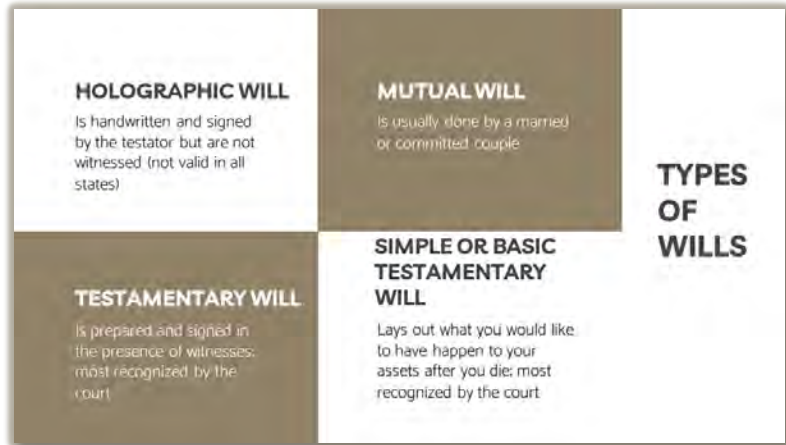 HOLOGRAPHIC WILL
Is handwritten and signed
by the testator but are not
witnessed (not valid in all
states)
MUTUAL WILL
Is usually done by a married
or committed couple
TESTAMENTARY WILL
Is prepared and signed in
the presence of witnesses;
most recognized by the
court
SIMPLE OR BASIC
TESTAMENTARY
WILL
Lays out what you would like
to have happen to your
assets after you die; most
recognized by the court
TYPES
OF
WILLS